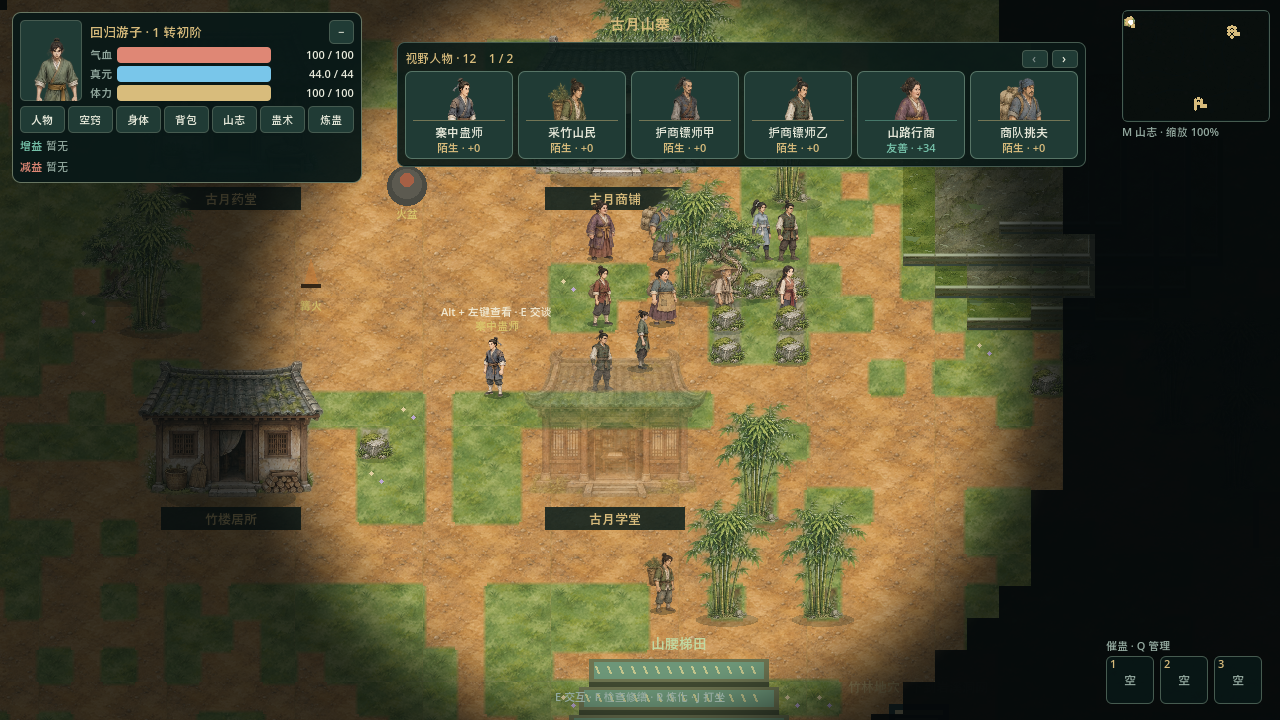 回归游子 · 1 转初阶
−
气血 100 / 100
真元 44.0 / 44
体力 100 / 100
人物 空窍 身体 背包 山志 蛊术 炼蛊
增益 暂无
减益 暂无
古月山寨
视野人物 · 12 1 / 2
‹ ›
寨中蛊师
陌生 · +0
采竹山民
陌生 · +0
护商镖师甲
陌生 · +0
护商镖师乙
陌生 · +0
山路行商
友善 · +34
商队挑夫
陌生 · +0
M 山志 · 缩放 100%
古月药堂
火盆
古月商铺
篝火
Alt + 左键查看 · E 交谈
寨中蛊师
竹楼居所
古月学堂
山腰梯田
竹林地穴
催蛊 · Q 管理
1 空
2 空
3 空